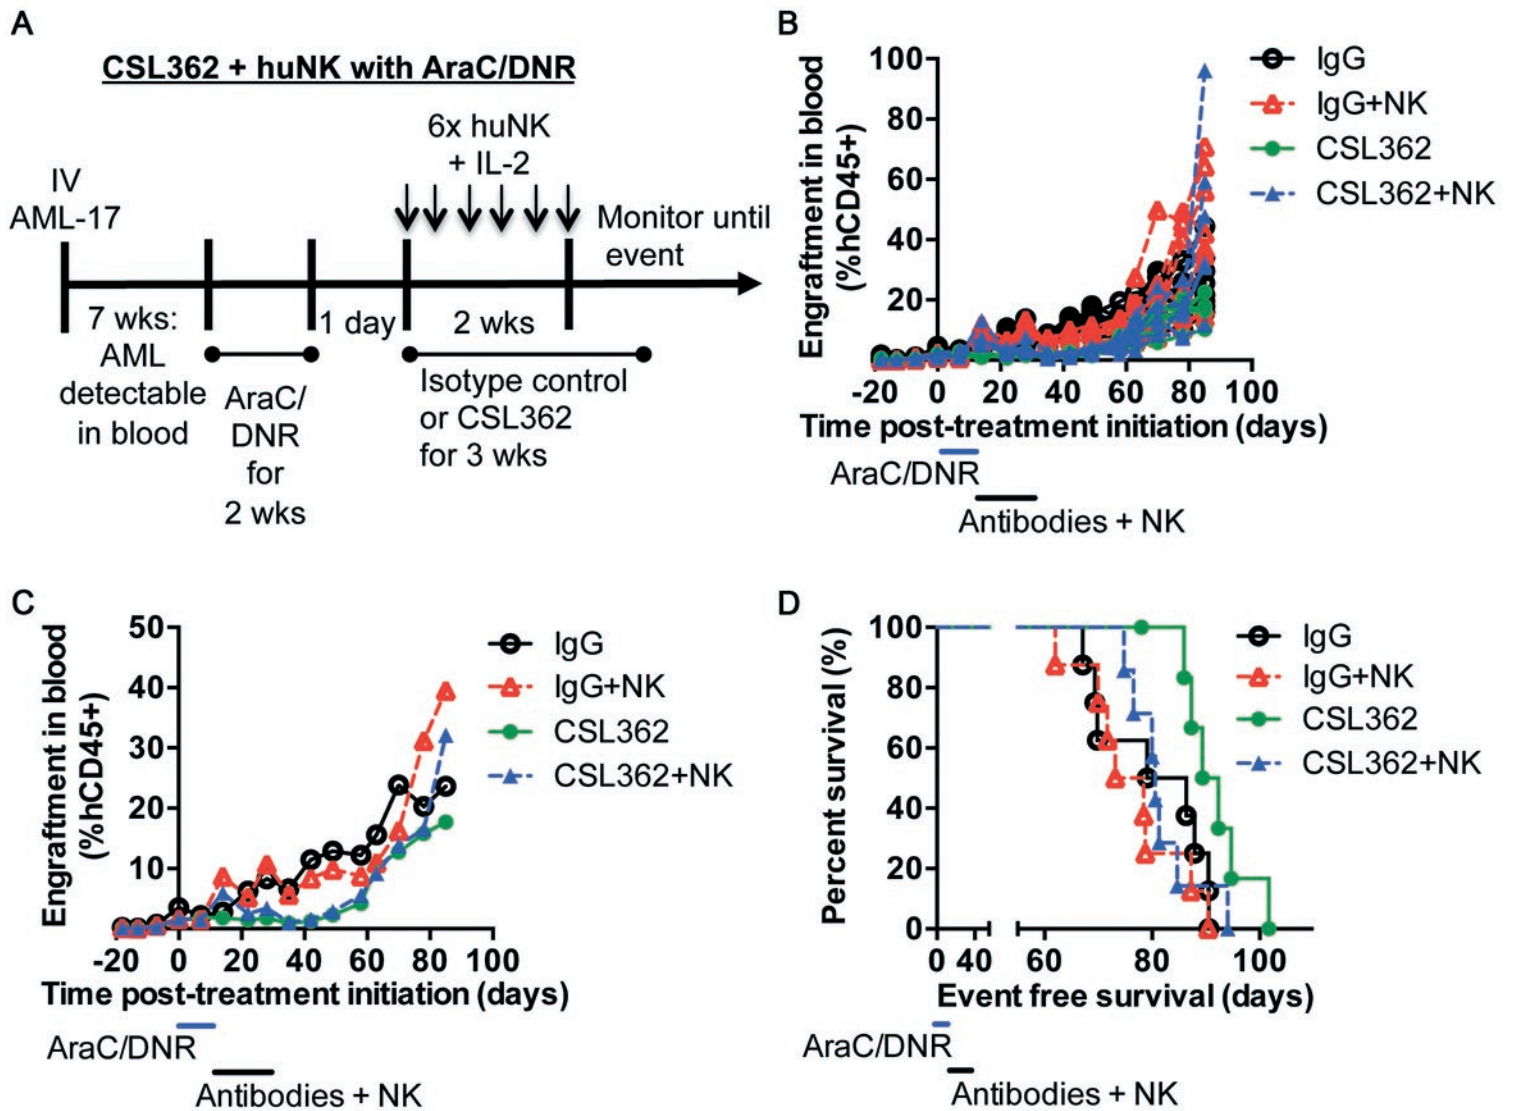 A
CSL362 + huNK with AraC/DNR
6x huNK
+ IL-2
IV
AML-17
Monitor until
event
7 wks:
AML
detectable
in blood
1 day
2 wks
AraC/
DNR
for
2 wks
Isotype control
or CSL362
for 3 wks
B
Engraftment in blood
(%hCD45+)
100
80
60
40
20
-20 0 20 40 60 80 100
Time post-treatment initiation (days)
AraC/DNR
Antibodies + NK
IgG
IgG+NK
CSL362
CSL362+NK
C
Engraftment in blood
(%hCD45+)
50
40
30
20
10
-20 0 20 40 60 80 100
Time post-treatment initiation (days)
AraC/DNR
Antibodies + NK
IgG
IgG+NK
CSL362
CSL362+NK
D
Percent survival (%)
100
80
60
40
20
0
0 40 60 80 100
Event free survival (days)
AraC/DNR
Antibodies + NK
IgG
IgG+NK
CSL362
CSL362+NK